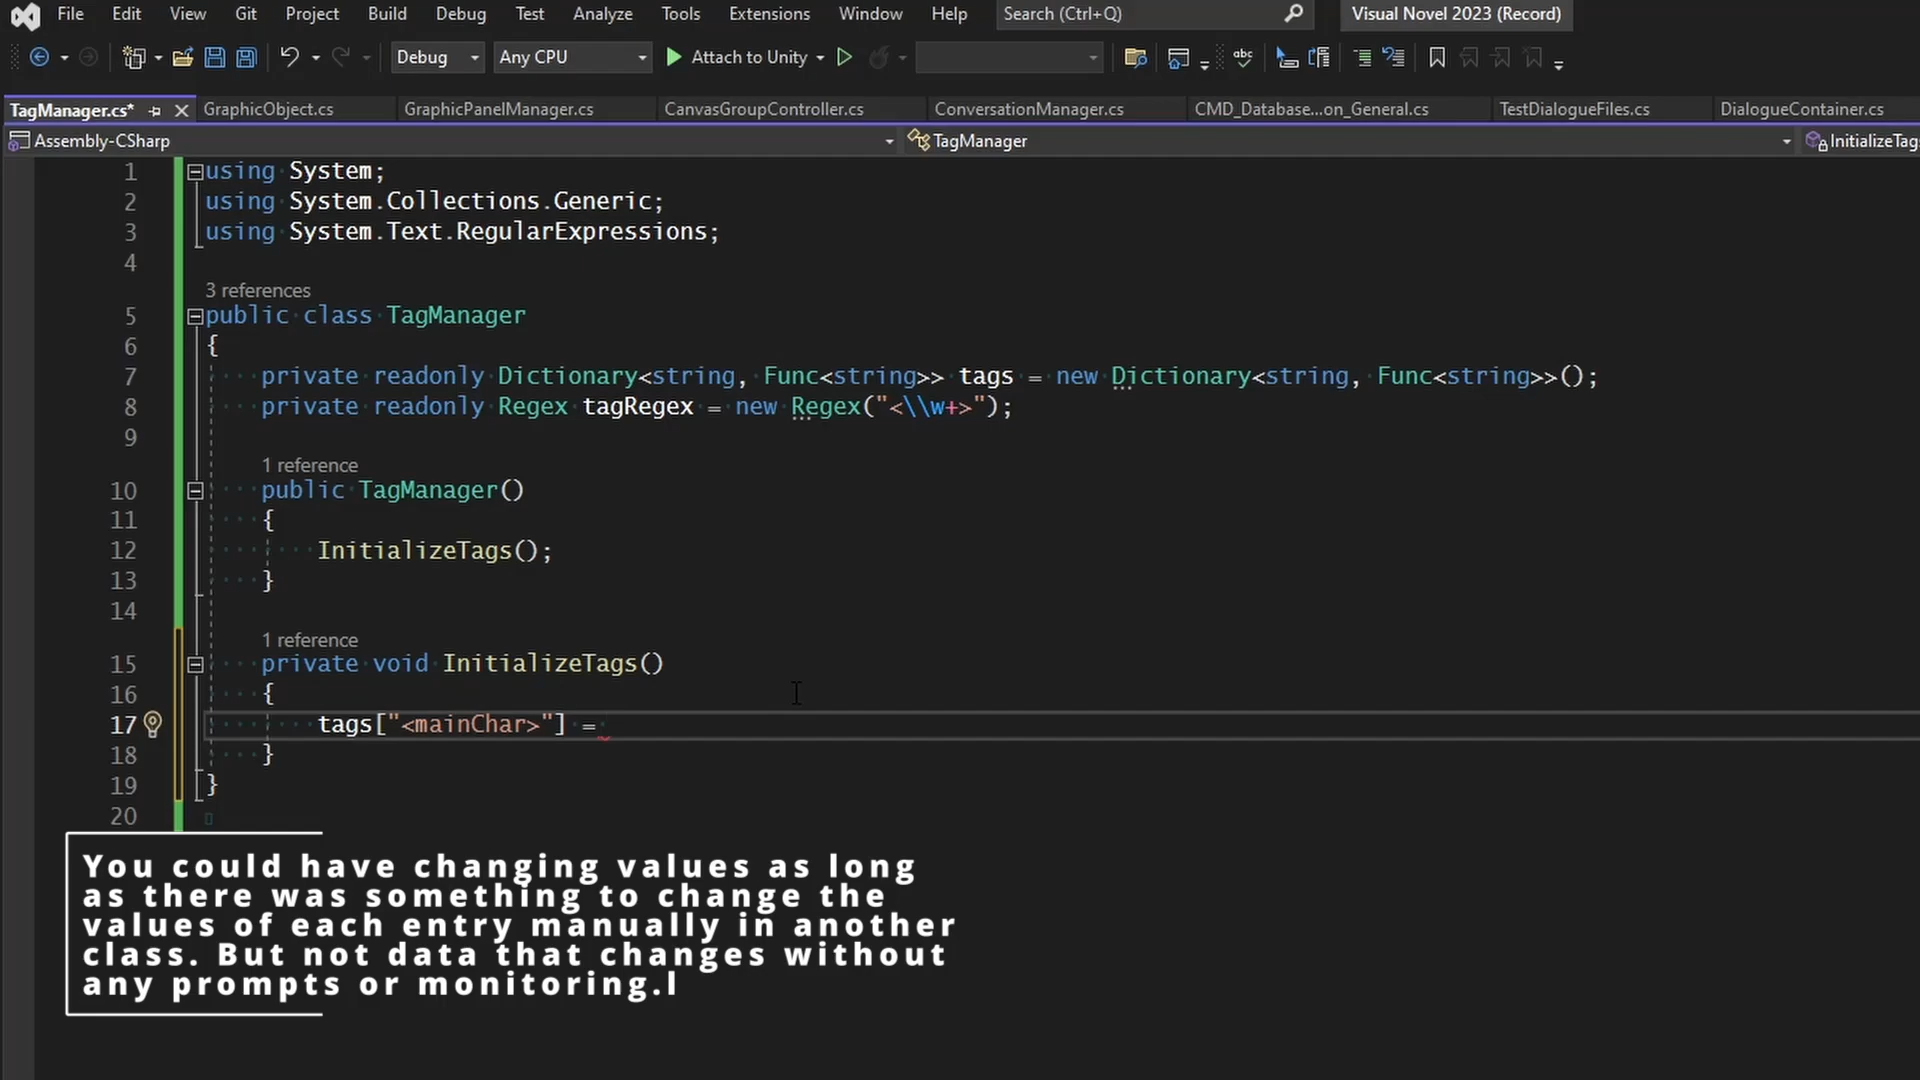 File Edit View Git Project Build Debug Test Analyze Tools Extensions Window Help Search (Ctrl+Q) Visual Novel 2023 (Record)
Debug Any CPU Attach to Unity
TagManager.cs* GraphicObject.cs GraphicPanelManager.cs CanvasGroupController.cs ConversationManager.cs CMD_Database...on_General.cs TestDialogueFiles.cs DialogueContainer.cs
Assembly-CSharp TagManager InitializeTags
1 using System;
2 using System.Collections.Generic;
3 using System.Text.RegularExpressions;
4
3 references
5 public class TagManager
6 {
7 private readonly Dictionary<string, Func<string>> tags = new Dictionary<string, Func<string>>();
8 private readonly Regex tagRegex = new Regex("<\\w+>");
9
1 reference
10 public TagManager()
11 {
12 InitializeTags();
13 }
14
1 reference
15 private void InitializeTags()
16 {
17 tags["<mainChar>"] =
18 }
19 }
20
You could have changing values as long
as there was something to change the
values of each entry manually in another
class. But not data that changes without
any prompts or monitoring.